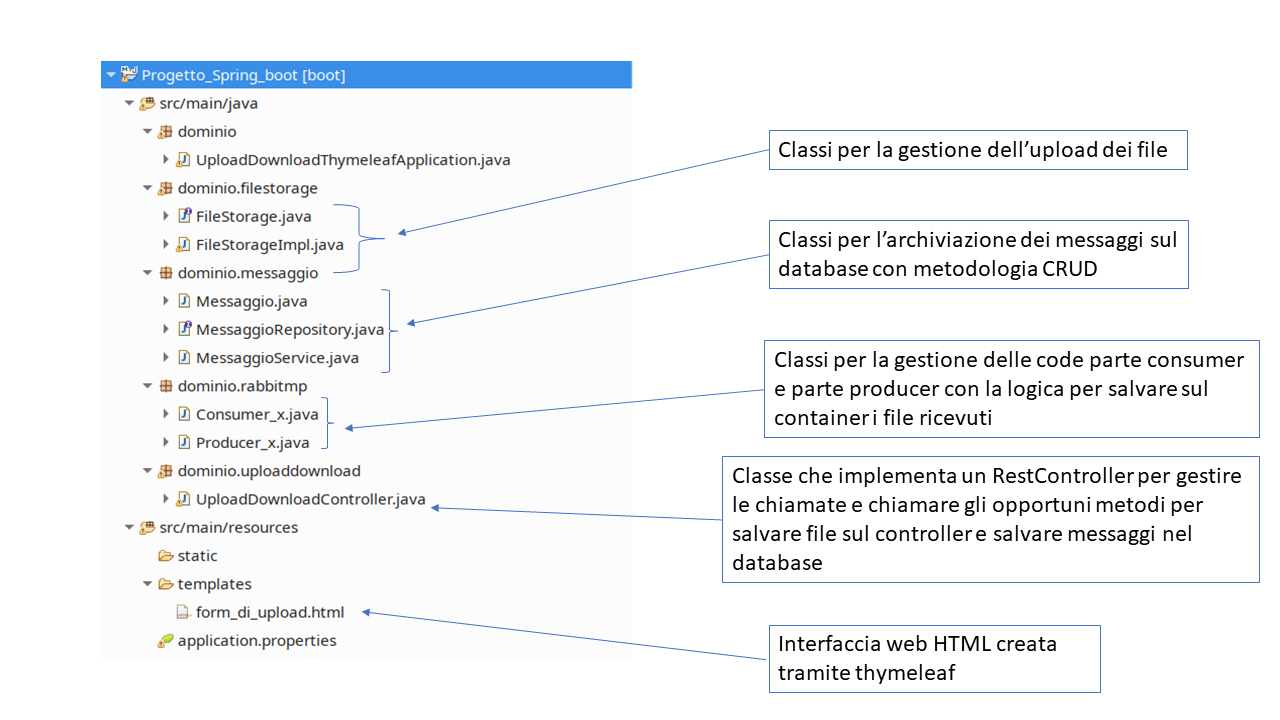 Progetto_Spring_boot [boot]
src/main/java
dominio
UploadDownloadThymeleafApplication.java
dominio.filestorage
FileStorage.java
FileStorageImpl.java
dominio.messaggio
Messaggio.java
MessaggioRepository.java
MessaggioService.java
dominio.rabbitmp
Consumer_x.java
Producer_x.java
dominio.uploaddownload
UploadDownloadController.java
src/main/resources
static
templates
form_di_upload.html
application.properties
Classi per la gestione dell’upload dei file
Classi per l’archiviazione dei messaggi sul
database con metodologia CRUD
Classi per la gestione delle code parte consumer
e parte producer con la logica per salvare sul
container i file ricevuti
Classe che implementa un RestController per gestire
le chiamate e chiamare gli opportuni metodi per
salvare file sul controller e salvare messaggi nel
database
Interfaccia web HTML creata
tramite thymeleaf